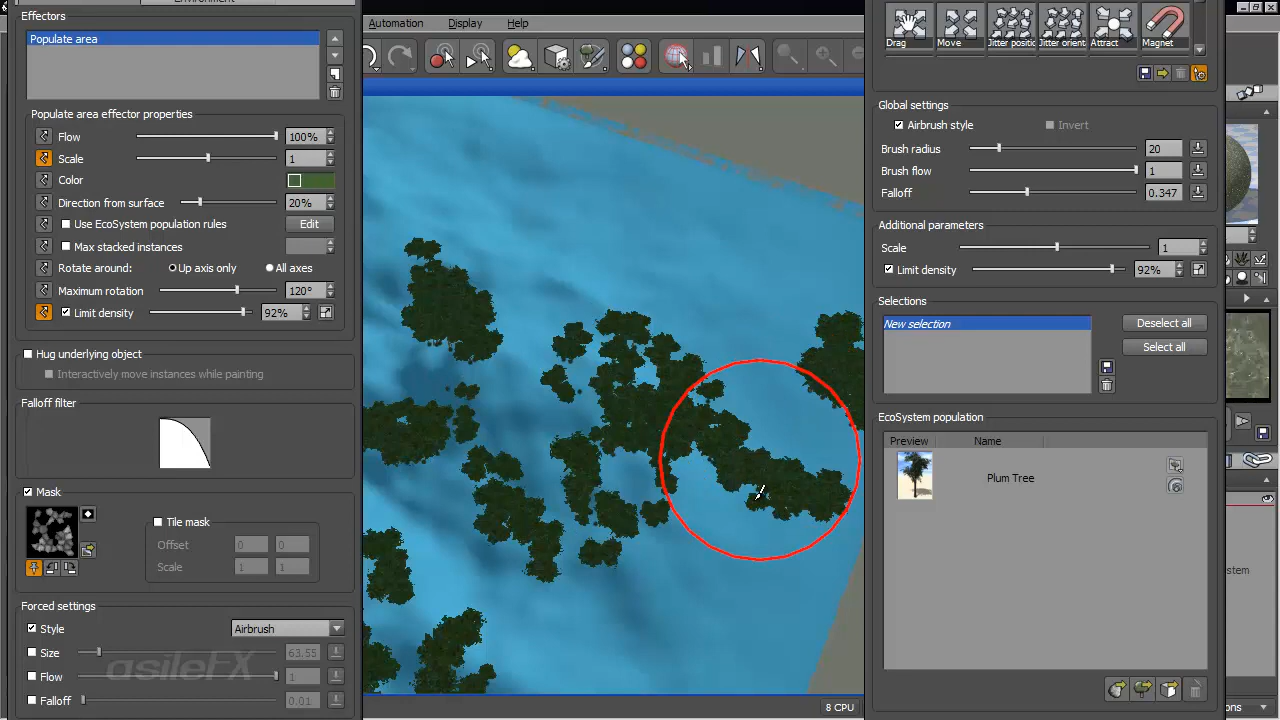 Environment
Effectors
Populate area
Populate area effector properties
Flow 100%
Scale 1
Color
Direction from surface 20%
Use EcoSystem population rules Edit
Max stacked instances
Rotate around: Up axis only All axes
Maximum rotation 120°
Limit density 92%
Hug underlying object
Interactively move instances while painting
Falloff filter
Mask
Tile mask
Offset 0 0
Scale 1 1
Forced settings
Style Airbrush
Size 63.55
Flow 1
Falloff 0.01
asileFX
Automation Display Help
8 CPU
Drag Move Jitter positic Jitter orient Attract Magnet
Global settings
Airbrush style Invert
Brush radius 20
Brush flow 1
Falloff 0.347
Additional parameters
Scale 1
Limit density 92%
Selections
New selection
Deselect all
Select all
EcoSystem population
Preview Name
Plum Tree
stem
ons